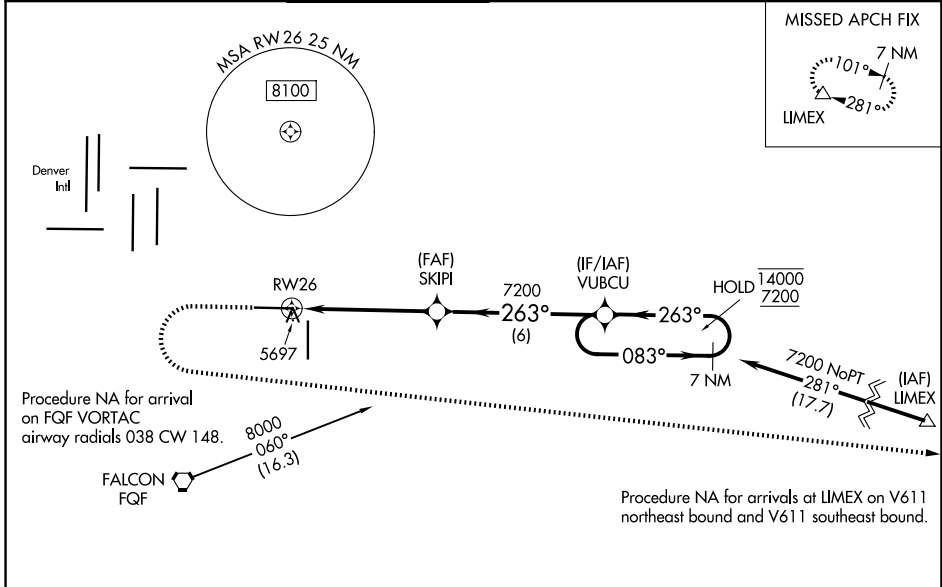 MSA RW26 25 NM
8100
MISSED APCH FIX
7 NM
101°
281°
LIMEX
Denver
Intl
RW26
5697
(FAF)
SKIPI
7200
263°
(6)
(IF/IAF)
VUBCU
HOLD
14000
7200
263°
083°
7 NM
7200 NoPT
281°
(17.7)
(IAF)
LIMEX
Procedure NA for arrival
on FQF VORTAC
airway radials 038 CW 148.
8000
060°
(16.3)
FALCON
FQF
Procedure NA for arrivals at LIMEX on V611
northeast bound and V611 southeast bound.